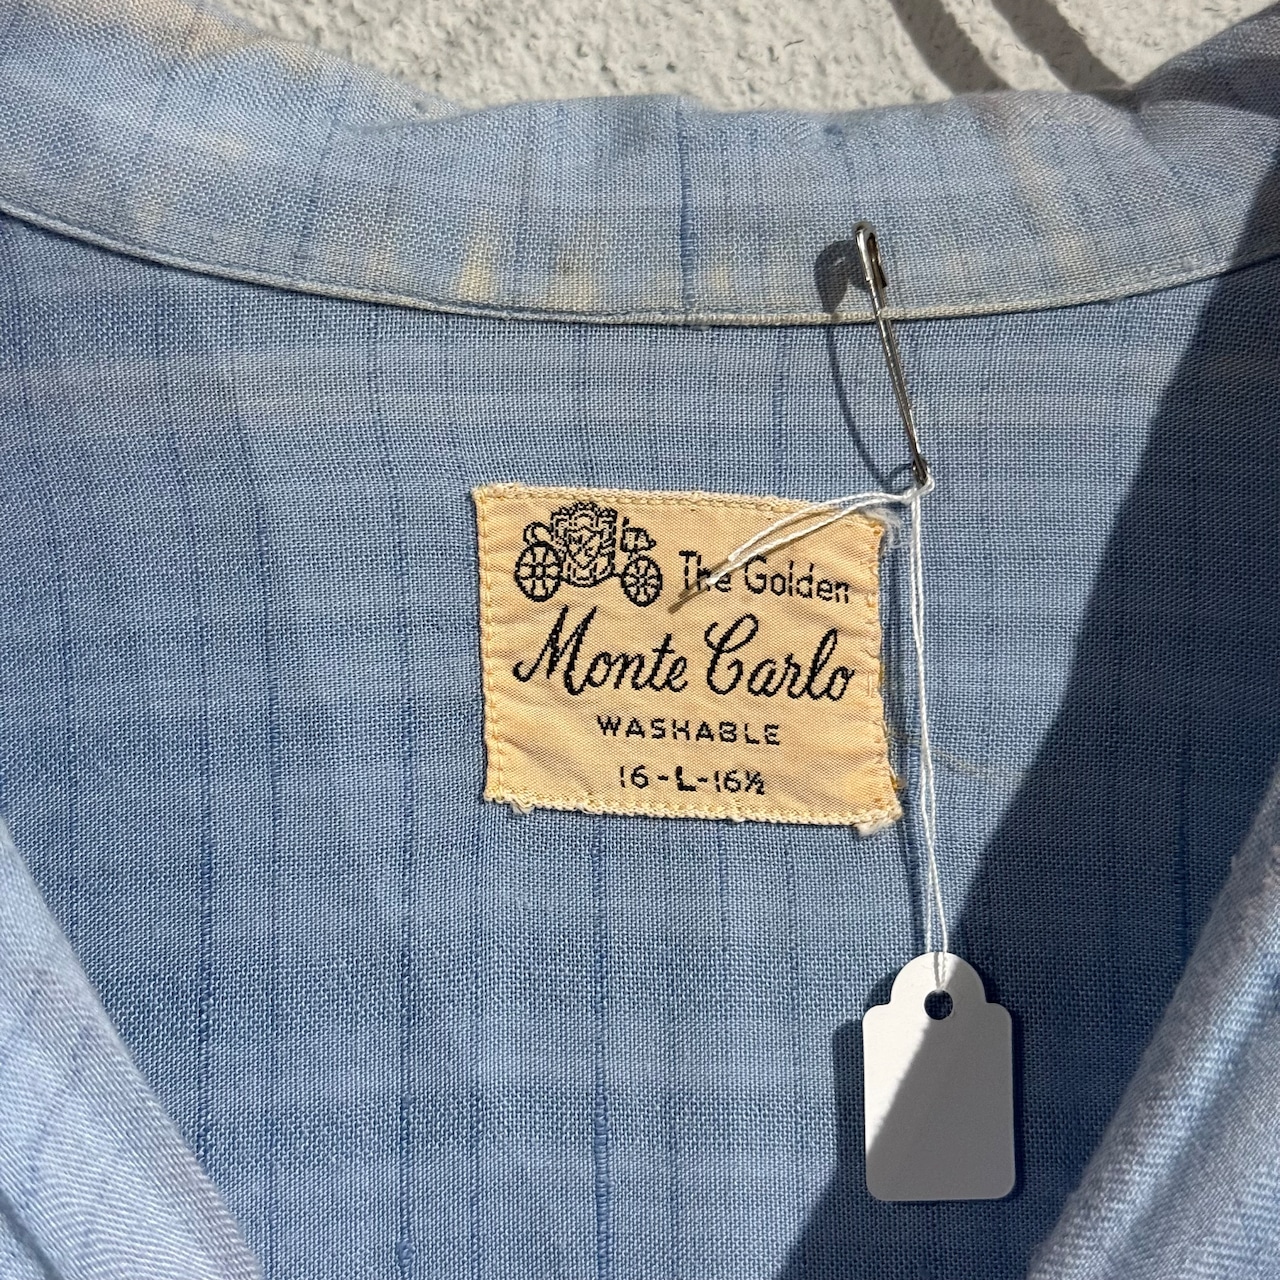 The Golden
Monte Carlo
WASHABLE
16-L-16½